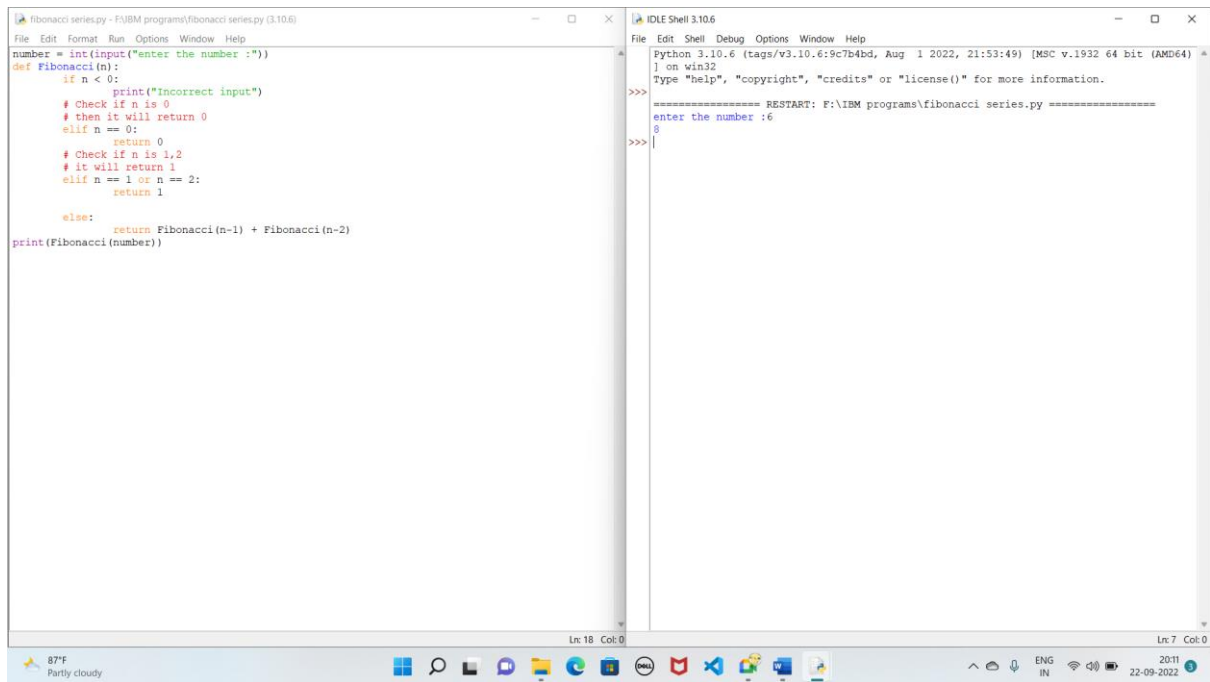 fibonacci series.py - F:\IBM programs\fibonacci series.py (3.10.6)
File Edit Format Run Options Window Help
number = int(input("enter the number :"))
def Fibonacci(n):
        if n < 0:
                print("Incorrect input")
        # Check if n is 0
        # then it will return 0
        elif n == 0:
                return 0
        # Check if n is 1,2
        # it will return 1
        elif n == 1 or n == 2:
                return 1

        else:
                return Fibonacci(n-1) + Fibonacci(n-2)
print(Fibonacci(number))
Ln: 18 Col: 0
IDLE Shell 3.10.6
File Edit Shell Debug Options Window Help
Python 3.10.6 (tags/v3.10.6:9c7b4bd, Aug  1 2022, 21:53:49) [MSC v.1932 64 bit (AMD64)
] on win32
Type "help", "copyright", "credits" or "license()" for more information.
>>>
================= RESTART: F:\IBM programs\fibonacci series.py =================
enter the number :6
8
>>>
Ln: 7 Col: 0
87°F
Partly cloudy
DELL
W
ENG
IN
20:11
22-09-2022
3